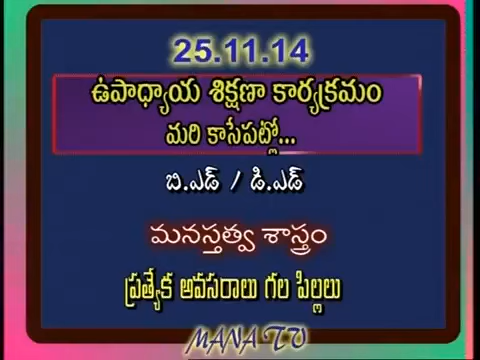 25.11.14
ఉపాధ్యాయ శిక్షణా కార్యక్రమం
మరి కాసేపట్లో...
బి.ఎడ్ / డి.ఎడ్
మనస్తత్వ శాస్త్రం
ప్రత్యేక అవసరాలు గల పిల్లలు
MANA TV